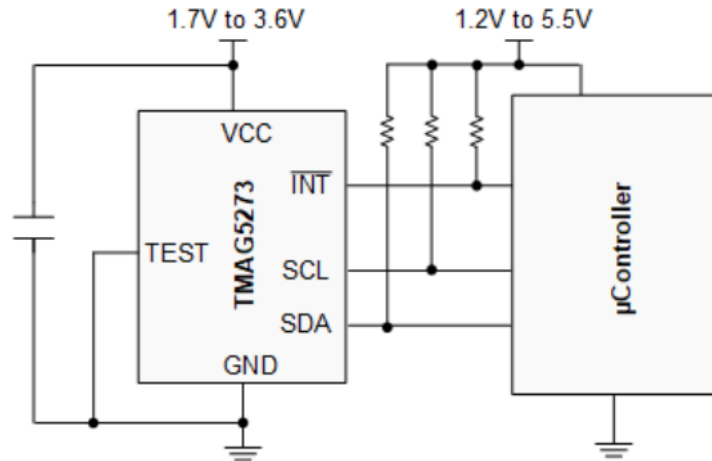 1.7V to 3.6V
1.2V to 5.5V
VCC
INT
TEST
TMAG5273
SCL
SDA
GND
µController